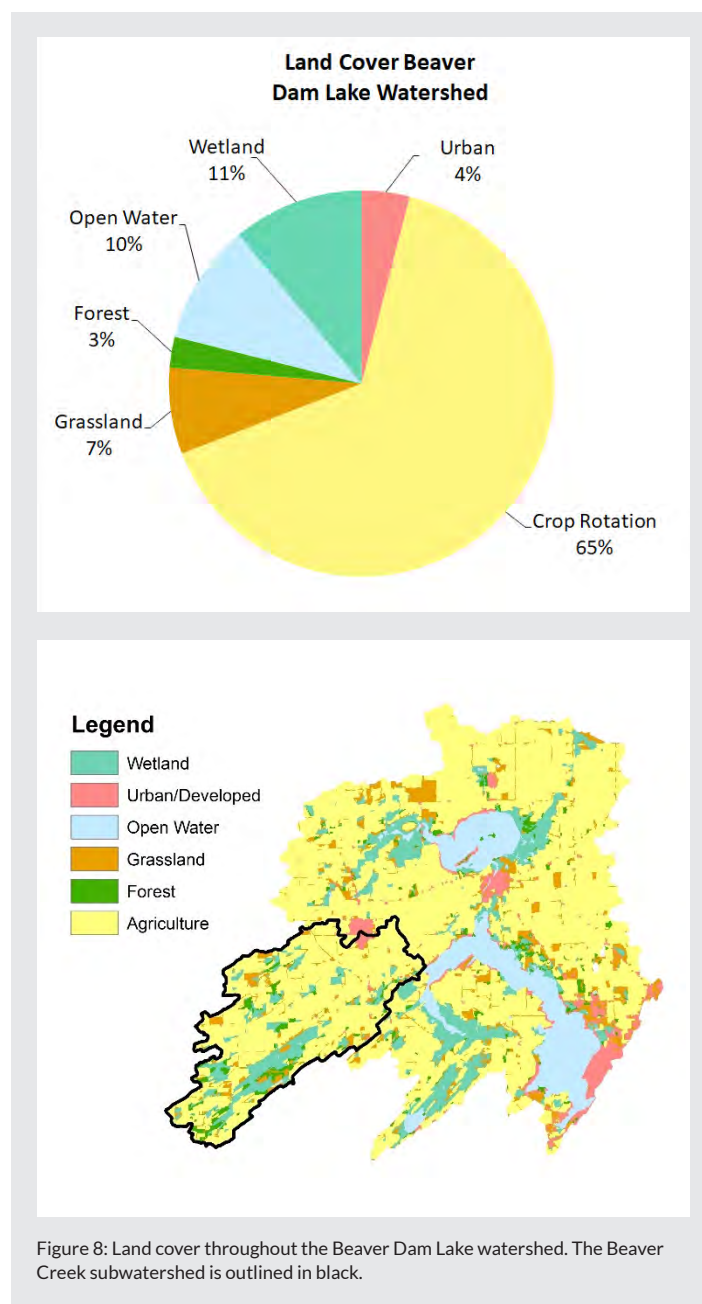 Land Cover Beaver
Dam Lake Watershed
Wetland
11%
Urban
4%
Open Water
10%
Forest
3%
Grassland
7%
Crop Rotation
65%
Legend
Wetland
Urban/Developed
Open Water
Grassland
Forest
Agriculture
Figure 8: Land cover throughout the Beaver Dam Lake watershed. The Beaver
Creek subwatershed is outlined in black.